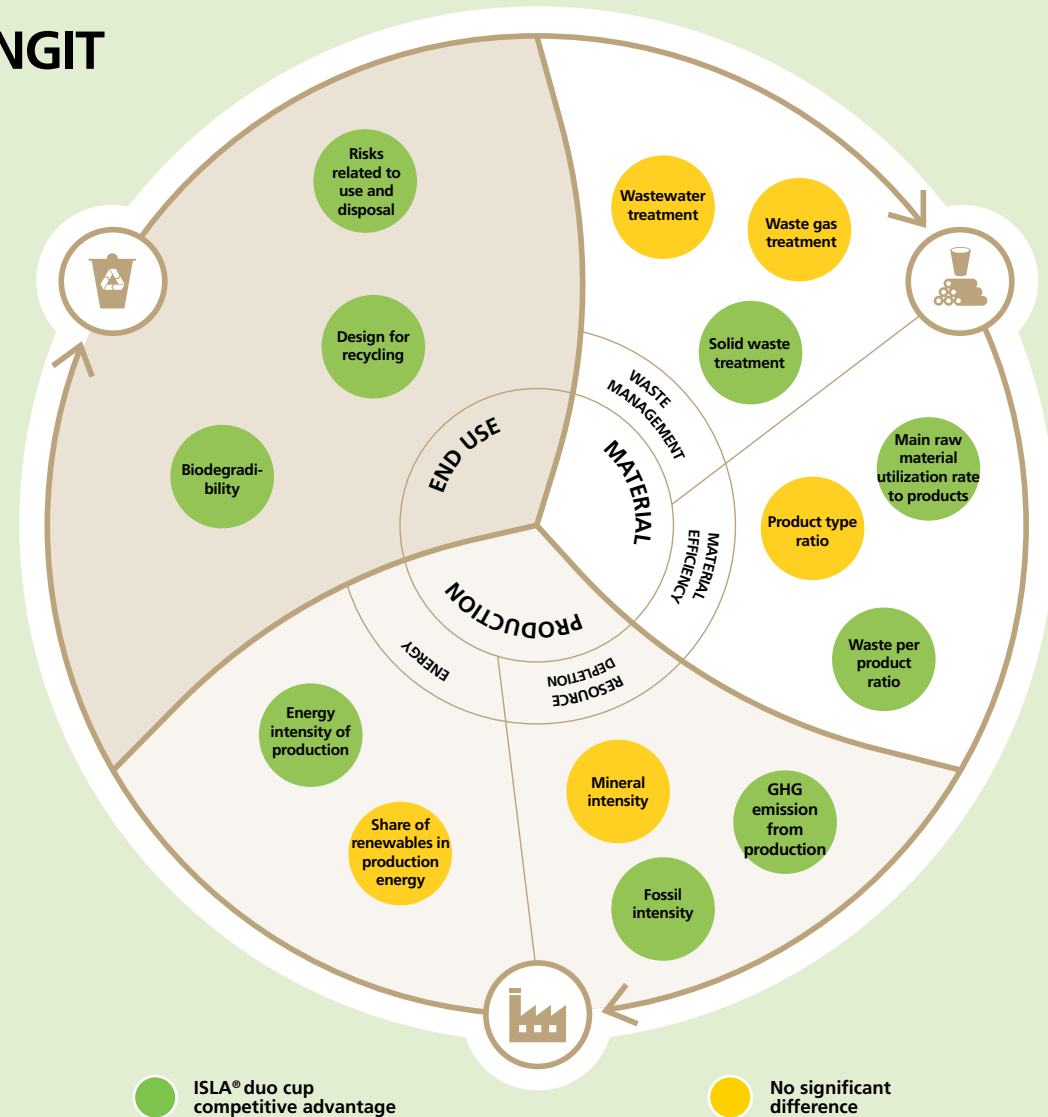 NGIT
Risks
related to
use and
disposal
Design for
recycling
Biodegradi-
bility
END USE
Wastewater
treatment
Waste gas
treatment
Solid waste
treatment
WASTE
MANAGEMENT
MATERIAL
MATERIAL
EFFICIENCY
Main raw
material
utilization rate
to products
Product type
ratio
Waste per
product
ratio
PRODUCTION
ENERGY
RESOURCE
DEPLETION
Energy
intensity of
production
Share of
renewables in
production
energy
Mineral
intensity
GHG
emission
from
production
Fossil
intensity
ISLA® duo cup
competitive advantage
No significant
difference